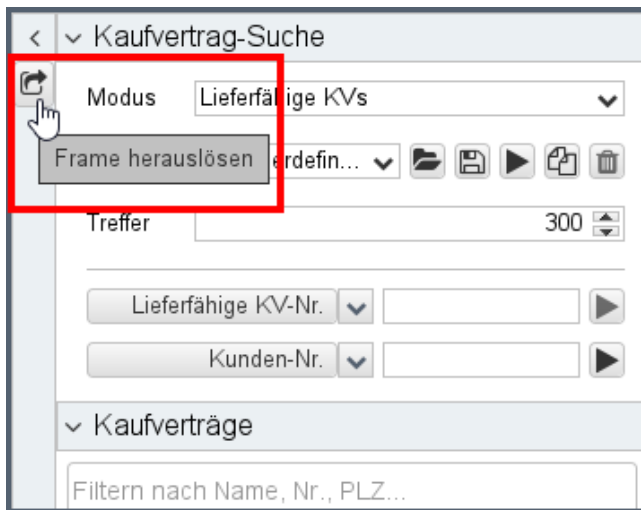 Kaufvertrag-Suche
Modus Lieferfähige KVs
Frame herauslösen erdefin...
Treffer 300
Lieferfähige KV-Nr.
Kunden-Nr.
Kaufverträge
Filtern nach Name, Nr., PLZ...